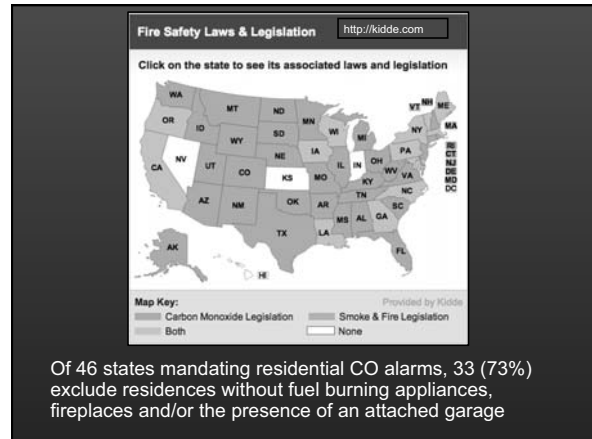 Fire Safety Laws & Legislation http://kidde.com
Click on the state to see its associated laws and legislation
WA
MT
ND
MN
VT NH ME
OR
ID
SD
WI
MI
NY
MA
WY
IA
PA
RI
CT
NJ
DE
MD
DC
NE
NV
UT
CO
IL
IN
OH
WV
VA
CA
KS
MO
KY
NC
TN
AZ
NM
OK
AR
SC
MS
AL
GA
TX
LA
AK
FL
HI
Map Key:
Provided by Kidde
Carbon Monoxide Legislation
Smoke & Fire Legislation
Both
None
Of 46 states mandating residential CO alarms, 33 (73%)
exclude residences without fuel burning appliances,
fireplaces and/or the presence of an attached garage